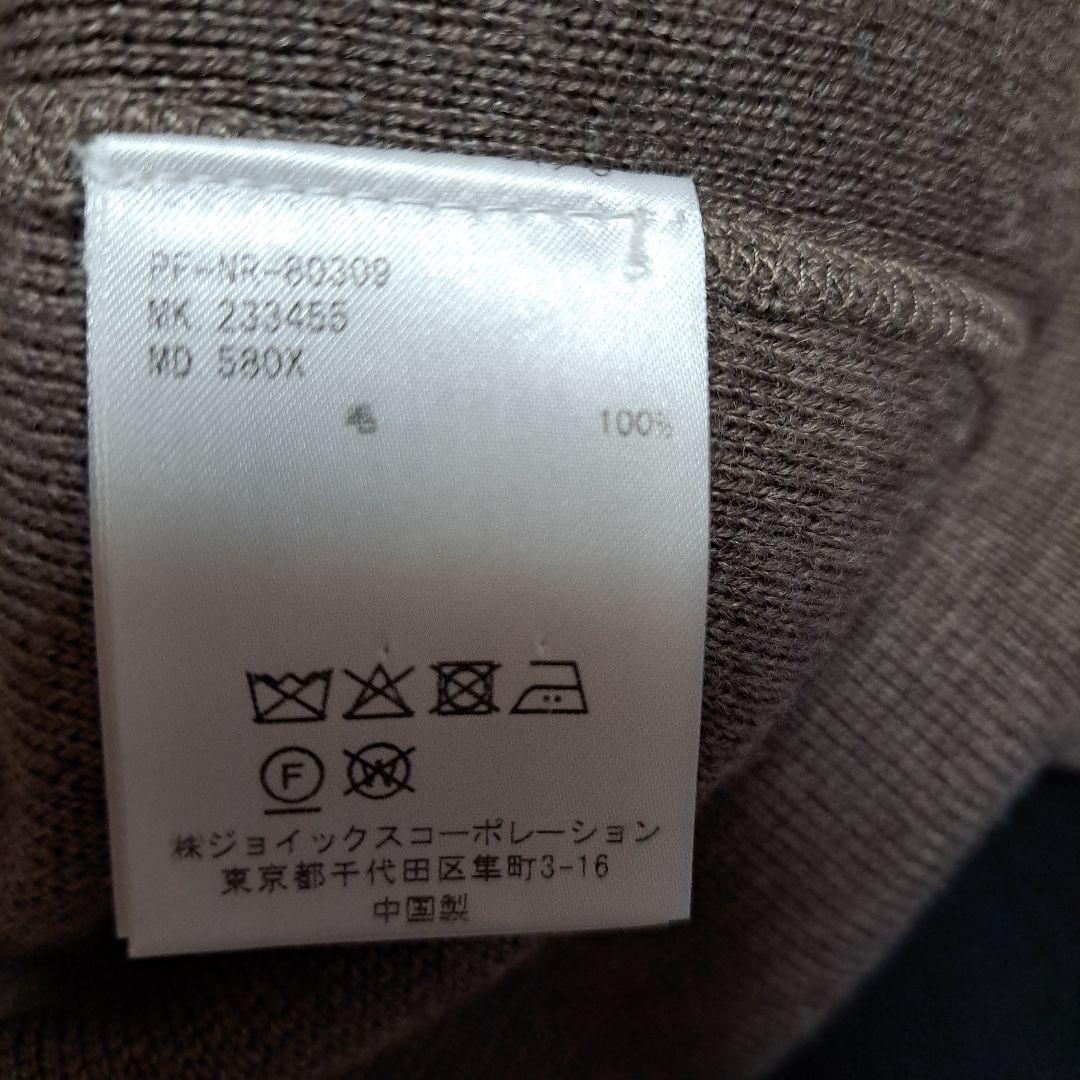 PF-NR-80309
MK 233455
MD 580X
毛 100%
F
W
㈱ジョイックスコーポレーション
東京都千代田区隼町3-16
中国製